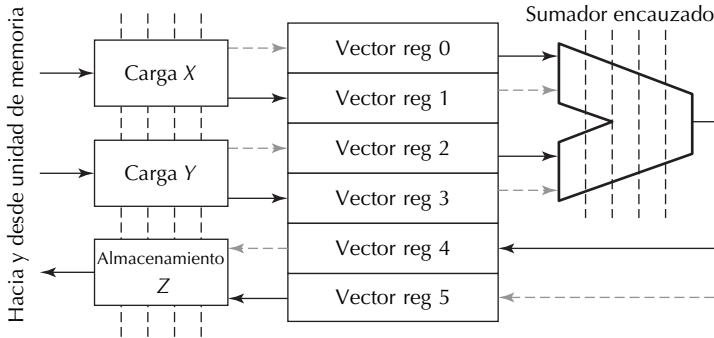 Sumador encauzado
Hacia y desde unidad de memoria
Carga X
Carga Y
Almacenamiento
Z
Vector reg 0
Vector reg 1
Vector reg 2
Vector reg 3
Vector reg 4
Vector reg 5